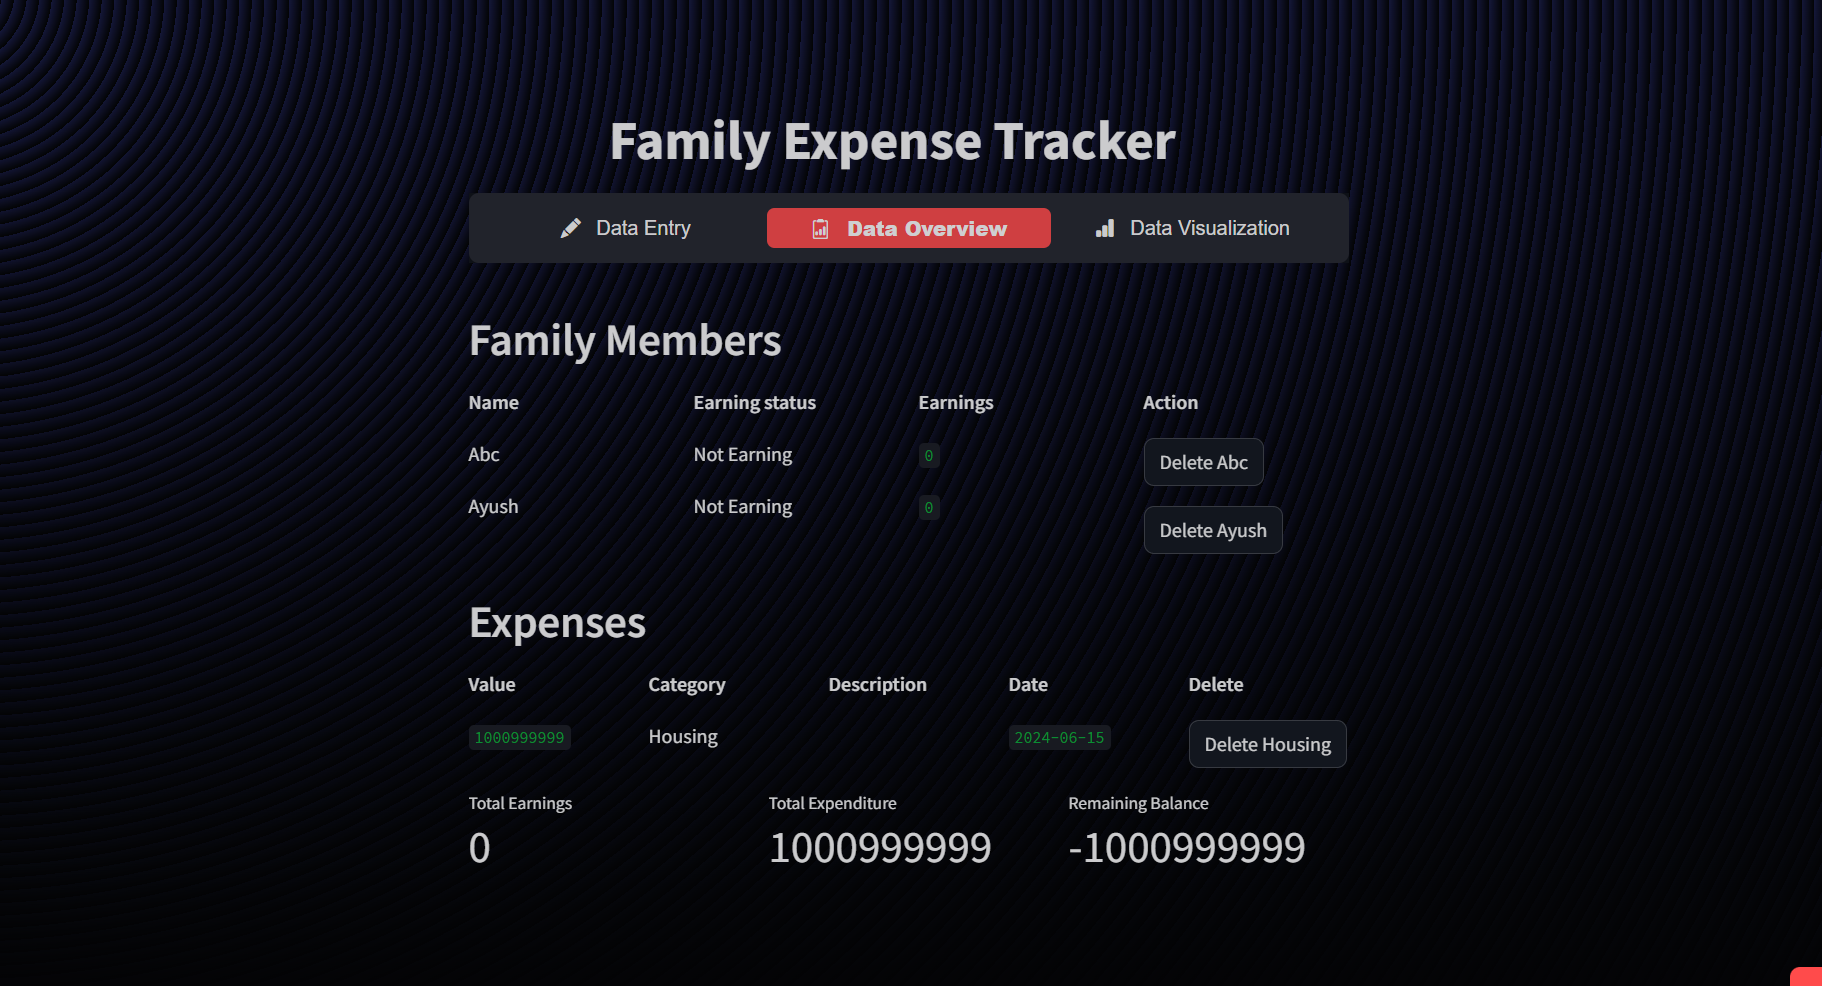 Family Expense Tracker
Data Entry Data Overview Data Visualization
Family Members
Name Earning status Earnings Action
Abc Not Earning 0 Delete Abc
Ayush Not Earning 0 Delete Ayush
Expenses
Value Category Description Date Delete
1000999999 Housing 2024-06-15 Delete Housing
Total Earnings Total Expenditure Remaining Balance
0 1000999999 -1000999999